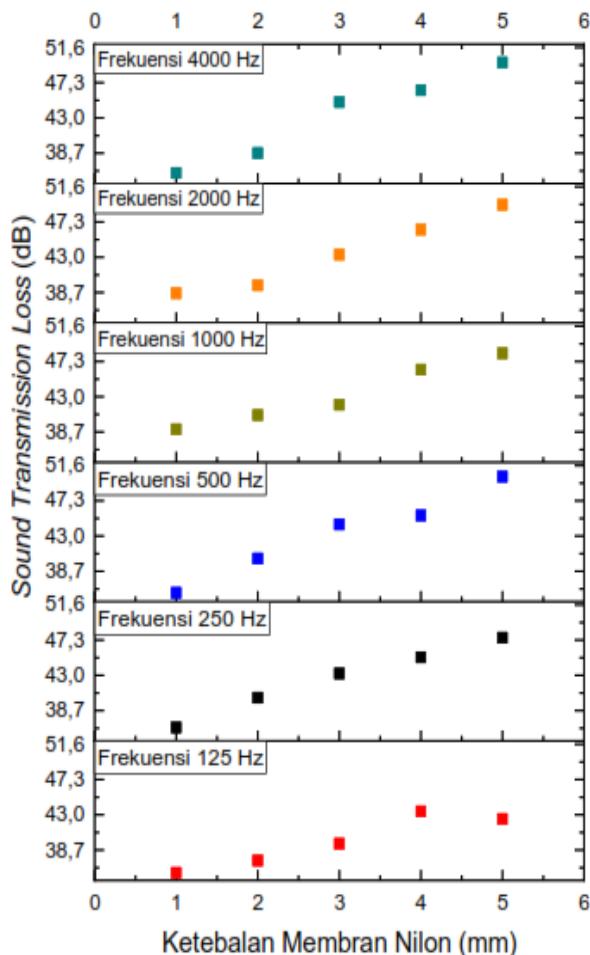 0 1 2 3 4 5 6
Frekuensi 4000 Hz
51,6
47,3
43,0
38,7
Frekuensi 2000 Hz
51,6
47,3
43,0
38,7
Frekuensi 1000 Hz
51,6
47,3
43,0
38,7
Frekuensi 500 Hz
51,6
47,3
43,0
38,7
Frekuensi 250 Hz
51,6
47,3
43,0
38,7
Frekuensi 125 Hz
51,6
47,3
43,0
38,7
Sound Transmission Loss (dB)
0 1 2 3 4 5 6
Ketebalan Membran Nilon (mm)